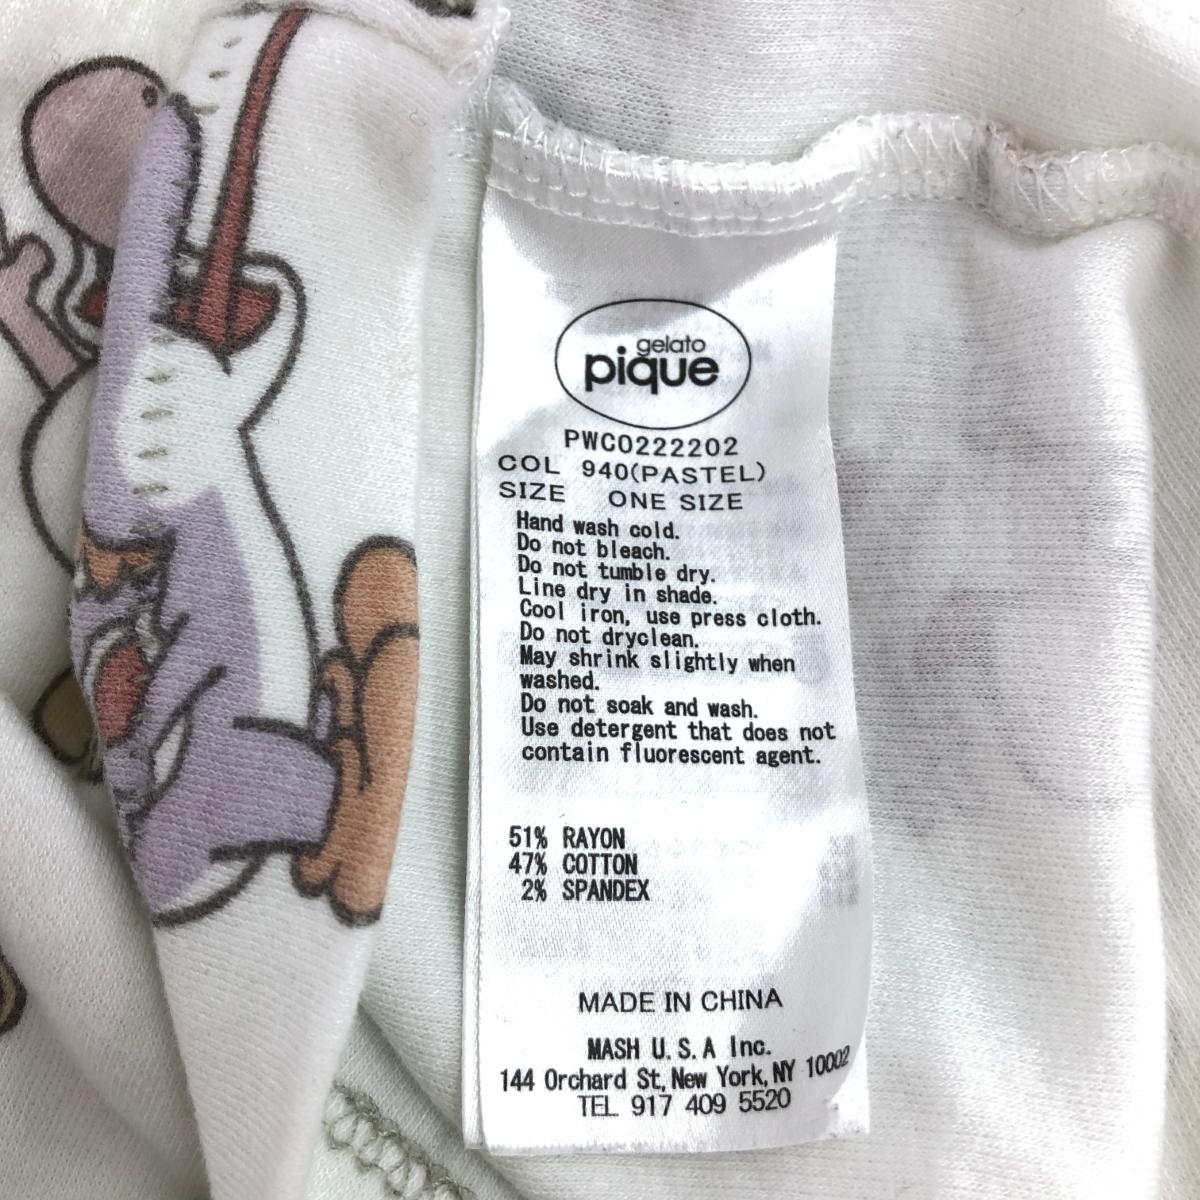 gelato
pique
PWCO222202
COL 940(PASTEL)
SIZE ONE SIZE
Hand wash cold.
Do not bleach.
Do not tumble dry.
Line dry in shade.
Cool iron, use press cloth.
Do not dryclean.
May shrink slightly when
washed.
Do not soak and wash.
Use detergent that does not
contain fluorescent agent.
51% RAYON
47% COTTON
2% SPANDEX
MADE IN CHINA
MASH U.S.A Inc.
144 Orchard St, New York, NY 10002
TEL 917 409 5520